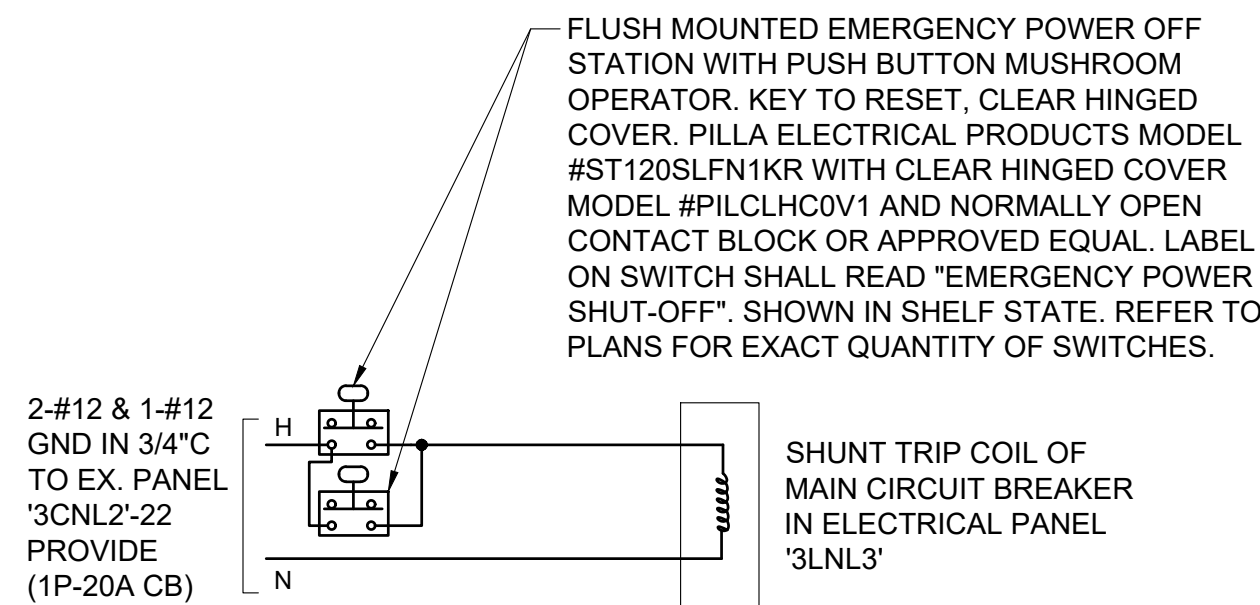 FLUSH MOUNTED EMERGENCY POWER OFF
STATION WITH PUSH BUTTON MUSHROOM
OPERATOR. KEY TO RESET, CLEAR HINGED
COVER. PILLA ELECTRICAL PRODUCTS MODEL
#ST120SLFN1KR WITH CLEAR HINGED COVER
MODEL #PILCLHC0V1 AND NORMALLY OPEN
CONTACT BLOCK OR APPROVED EQUAL. LABEL
ON SWITCH SHALL READ "EMERGENCY POWER
SHUT-OFF". SHOWN IN SHELF STATE. REFER TO
PLANS FOR EXACT QUANTITY OF SWITCHES.
2-#12 & 1-#12
GND IN 3/4"C
TO EX. PANEL
'3CNL2'-22
PROVIDE
(1P-20A CB)
H
N
SHUNT TRIP COIL OF
MAIN CIRCUIT BREAKER
IN ELECTRICAL PANEL
'3LNL3'